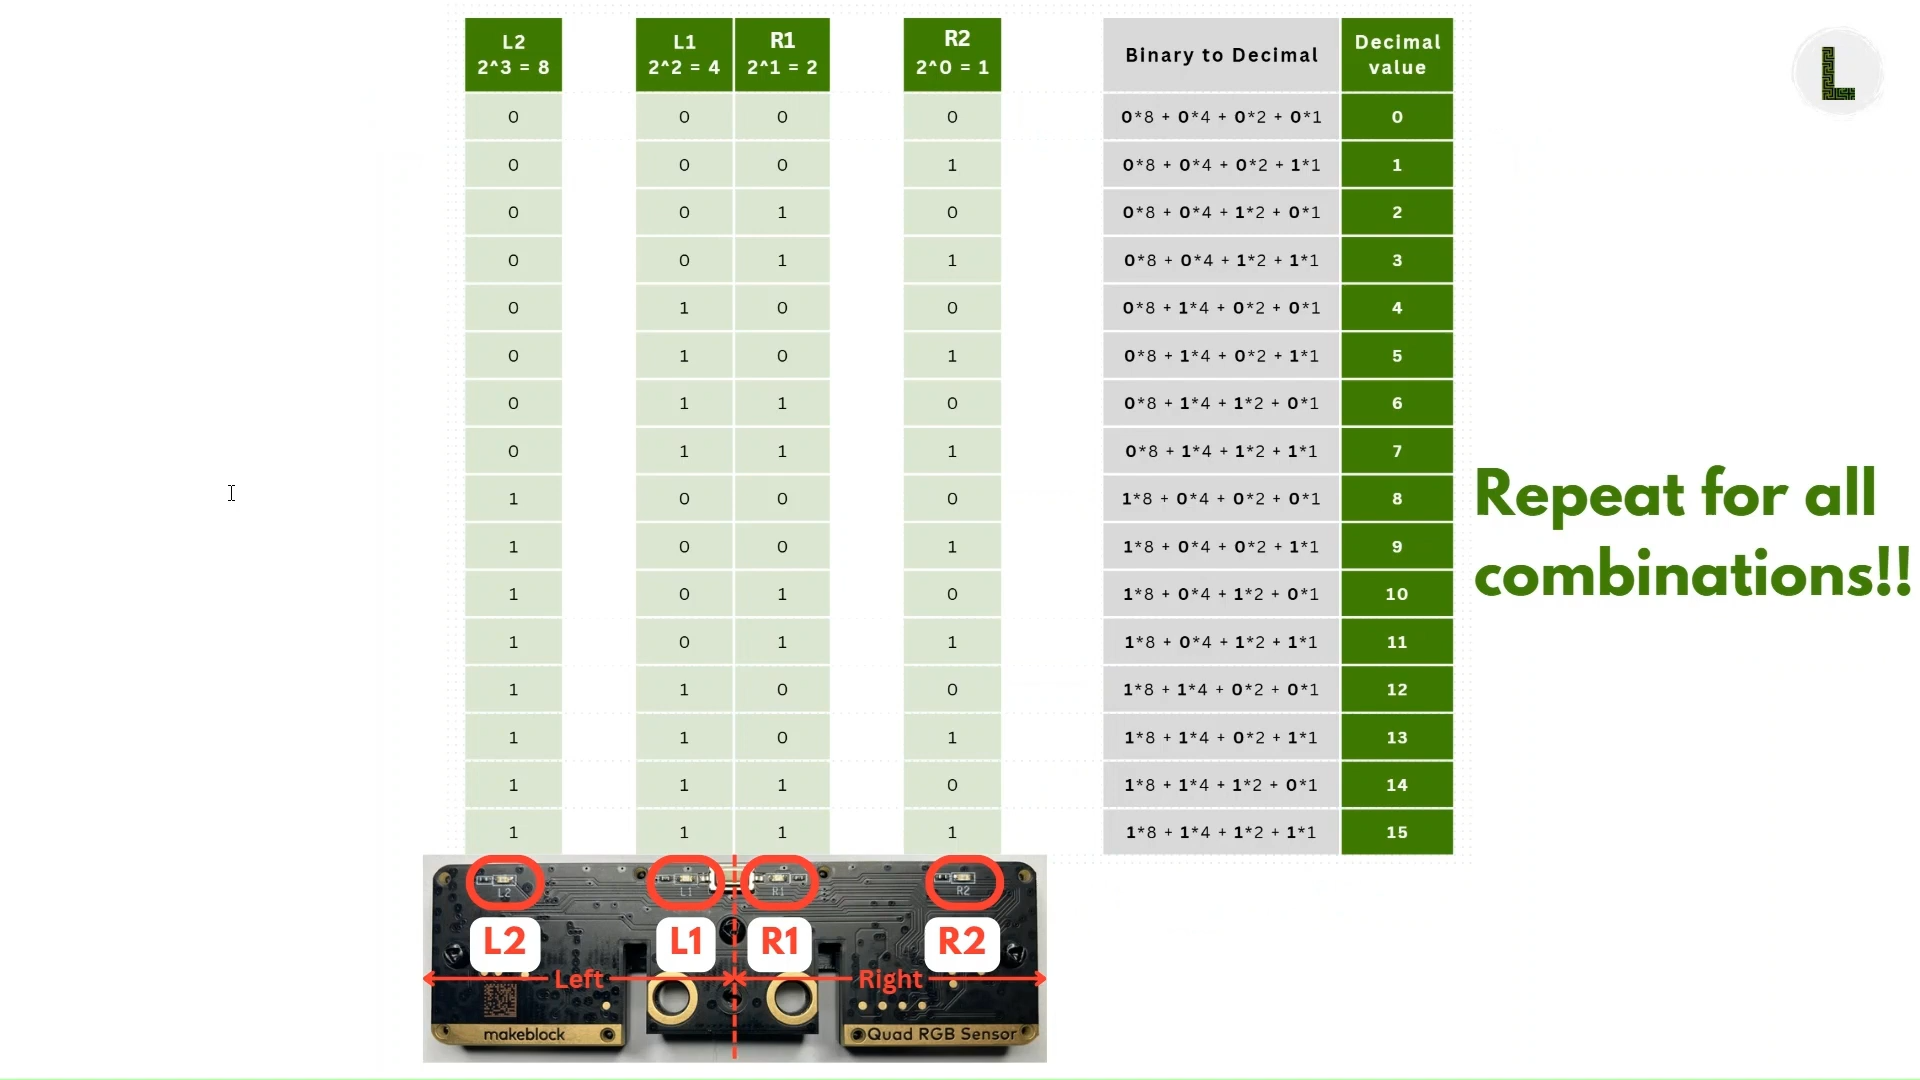 L2 L1 R1 R2 Binary to Decimal Decimal
2^3 = 8 2^2 = 4 2^1 = 2 2^0 = 1 value
0 0 0 0 0*8 + 0*4 + 0*2 + 0*1 0
0 0 0 1 0*8 + 0*4 + 0*2 + 1*1 1
0 0 1 0 0*8 + 0*4 + 1*2 + 0*1 2
0 0 1 1 0*8 + 0*4 + 1*2 + 1*1 3
0 1 0 0 0*8 + 1*4 + 0*2 + 0*1 4
0 1 0 1 0*8 + 1*4 + 0*2 + 1*1 5
0 1 1 0 0*8 + 1*4 + 1*2 + 0*1 6
0 1 1 1 0*8 + 1*4 + 1*2 + 1*1 7
1 0 0 0 1*8 + 0*4 + 0*2 + 0*1 8
1 0 0 1 1*8 + 0*4 + 0*2 + 1*1 9
1 0 1 0 1*8 + 0*4 + 1*2 + 0*1 10
1 0 1 1 1*8 + 0*4 + 1*2 + 1*1 11
1 1 0 0 1*8 + 1*4 + 0*2 + 0*1 12
1 1 0 1 1*8 + 1*4 + 0*2 + 1*1 13
1 1 1 0 1*8 + 1*4 + 1*2 + 0*1 14
1 1 1 1 1*8 + 1*4 + 1*2 + 1*1 15
Repeat for all
combinations!!
L
L2 L1 R1 R2
L2 L1 R1 R2
Left Right
makeblock Quad RGB Sensor